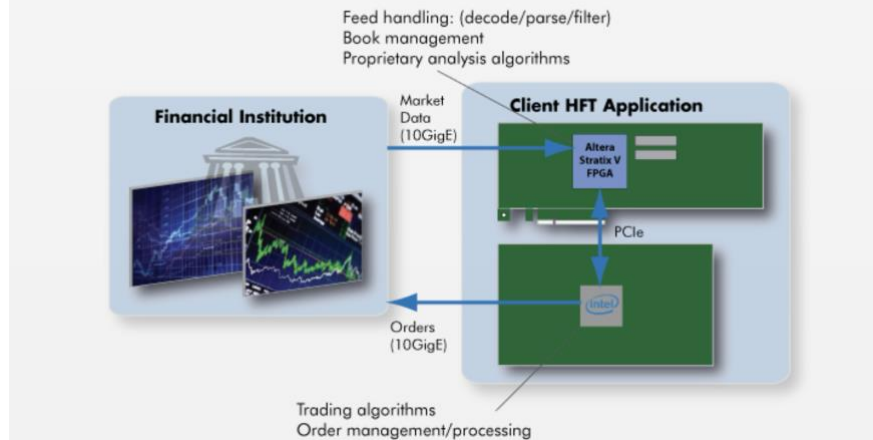 Feed handling: (decode/parse/filter)
Book management
Proprietary analysis algorithms
Financial Institution
Market
Data
(10GigE)
Client HFT Application
Altera
Stratix V
FPGA
PCIe
intel
Orders
(10GigE)
Trading algorithms
Order management/processing